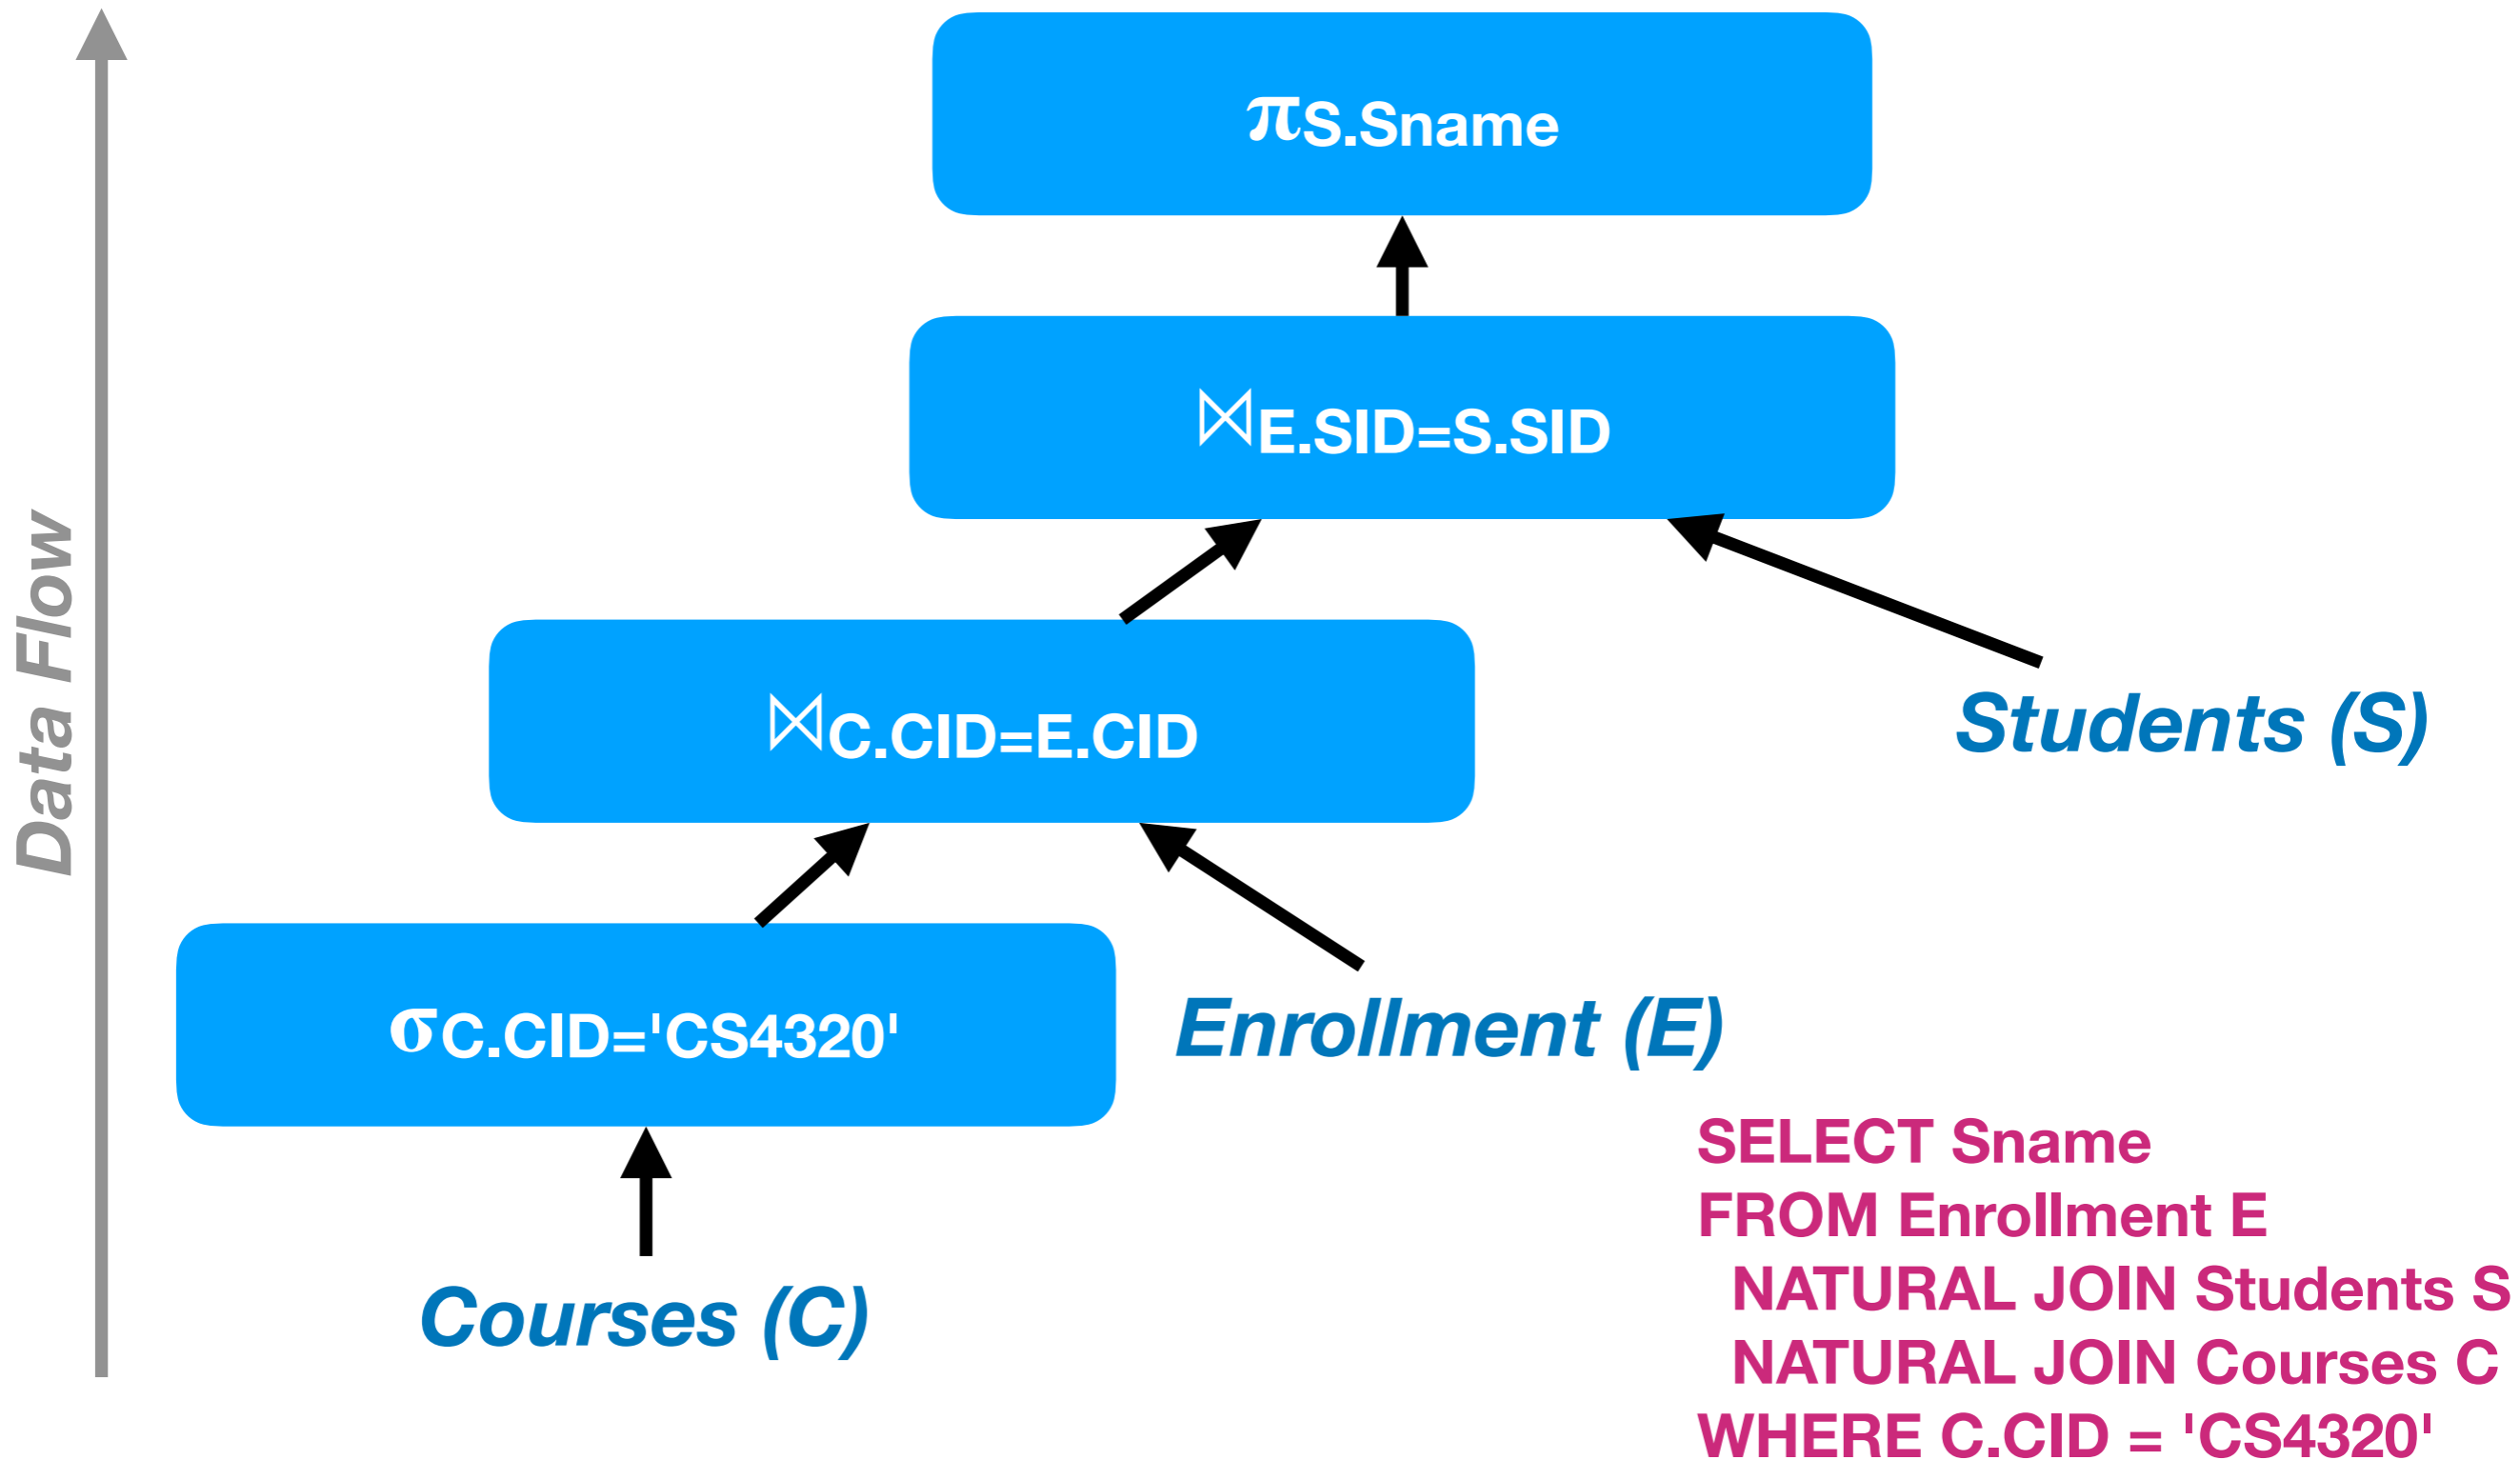 πS.Sname
⋈E.SID=S.SID
Data Flow
⋈C.CID=E.CID
Students (S)
σC.CID='CS4320'
Enrollment (E)
Courses (C)
SELECT Sname
FROM Enrollment E
NATURAL JOIN Students S
NATURAL JOIN Courses C
WHERE C.CID = 'CS4320'